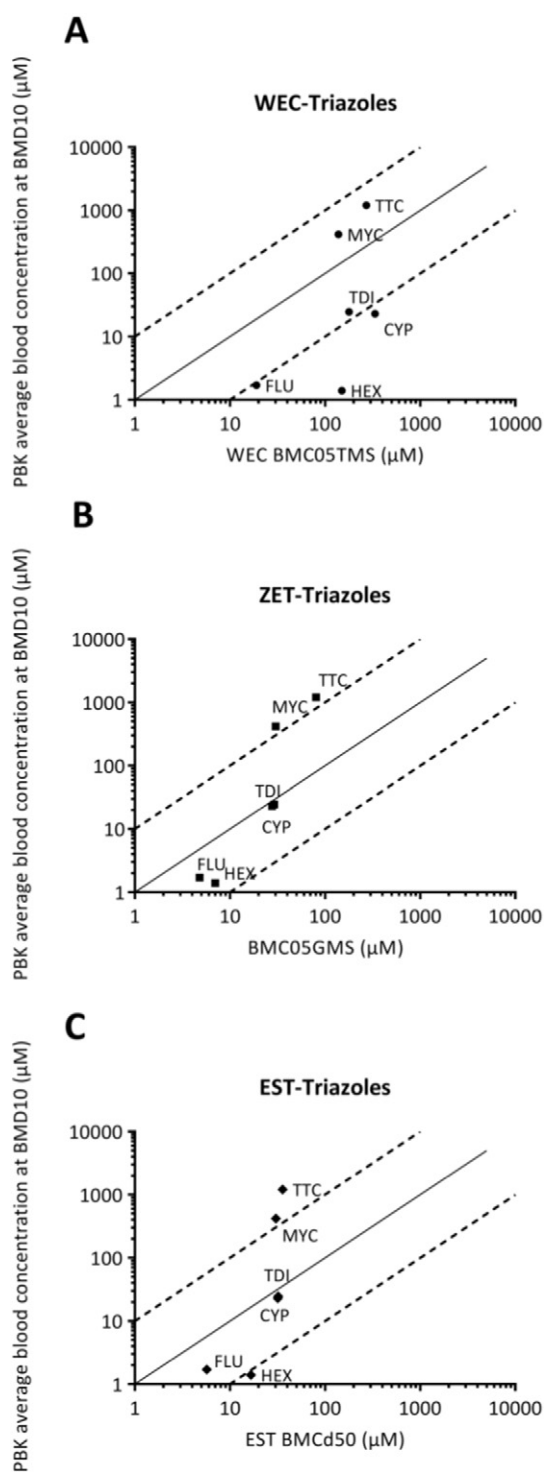 A
WEC-Triazoles
PBK average blood concentration at BMD10 (µM)
10000
1000
100
10
1
TTC
MYC
TDI
CYP
FLU
HEX
1 10 100 1000 10000
WEC BMC05TMS (µM)
B
ZET-Triazoles
PBK average blood concentration at BMD10 (µM)
10000
1000
100
10
1
TTC
MYC
TDI
CYP
FLU
HEX
1 10 100 1000 10000
BMC05GMS (µM)
C
EST-Triazoles
PBK average blood concentration at BMD10 (µM)
10000
1000
100
10
1
TTC
MYC
TDI
CYP
FLU
HEX
1 10 100 1000 10000
EST BMCd50 (µM)